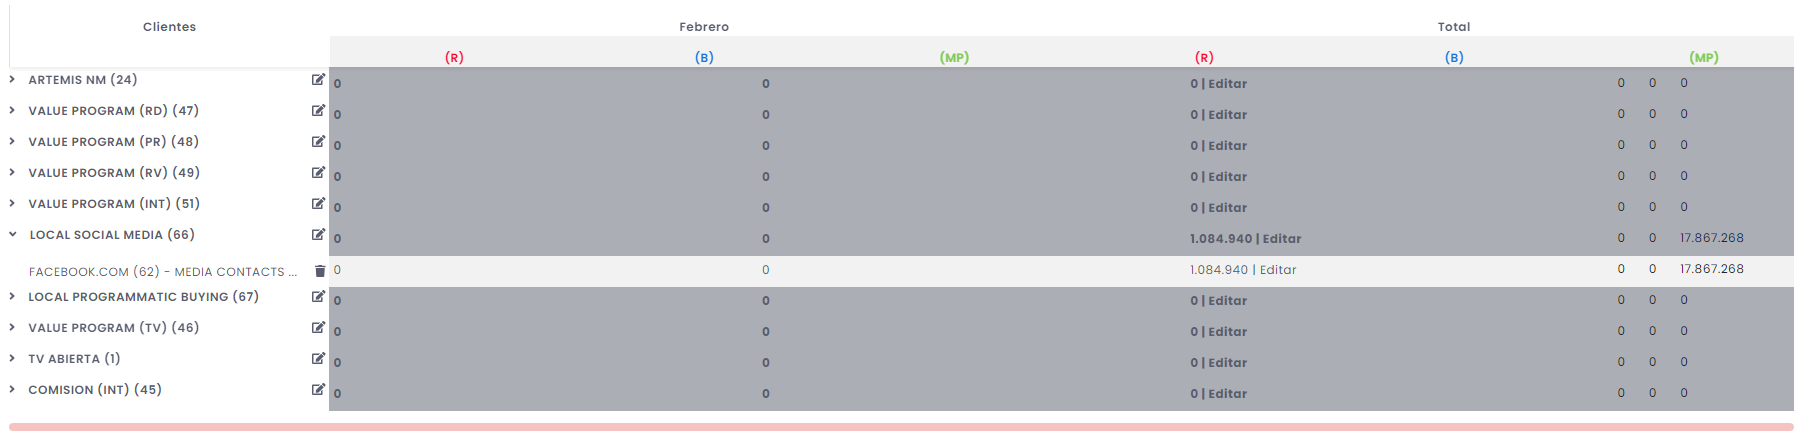 Clientes Febrero Total
(R) (B) (MP) (R) (B) (MP)
ARTEMIS NM (24) 0 0 0 | Editar 0 0 0
VALUE PROGRAM (RD) (47) 0 0 0 | Editar 0 0 0
VALUE PROGRAM (PR) (48) 0 0 0 | Editar 0 0 0
VALUE PROGRAM (RV) (49) 0 0 0 | Editar 0 0 0
VALUE PROGRAM (INT) (51) 0 0 0 | Editar 0 0 0
LOCAL SOCIAL MEDIA (66) 0 0 1.084.940 | Editar 0 0 17.867.268
FACEBOOK.COM (62) - MEDIA CONTACTS ... 0 0 1.084.940 | Editar 0 0 17.867.268
LOCAL PROGRAMMATIC BUYING (67) 0 0 0 | Editar 0 0 0
VALUE PROGRAM (TV) (46) 0 0 0 | Editar 0 0 0
TV ABIERTA (1) 0 0 0 | Editar 0 0 0
COMISION (INT) (45) 0 0 0 | Editar 0 0 0